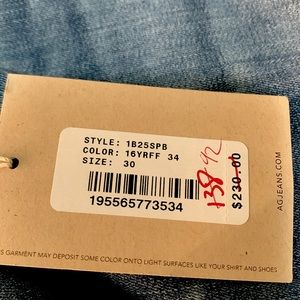 STYLE: 1B25SPB
COLOR: 16YRFF 34
SIZE: 30
195565773534
$230.00
138.42
AGJEANS.COM
S GARMENT MAY DEPOSIT SOME COLOR ONTO LIGHT SURFACES LIKE YOUR SHIRT AND SHOES